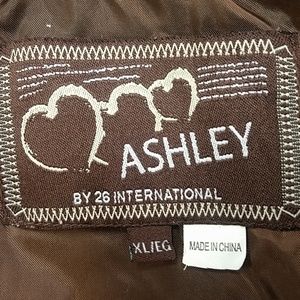 ASHLEY
BY 26 INTERNATIONAL
XL/EG
MADE IN CHINA